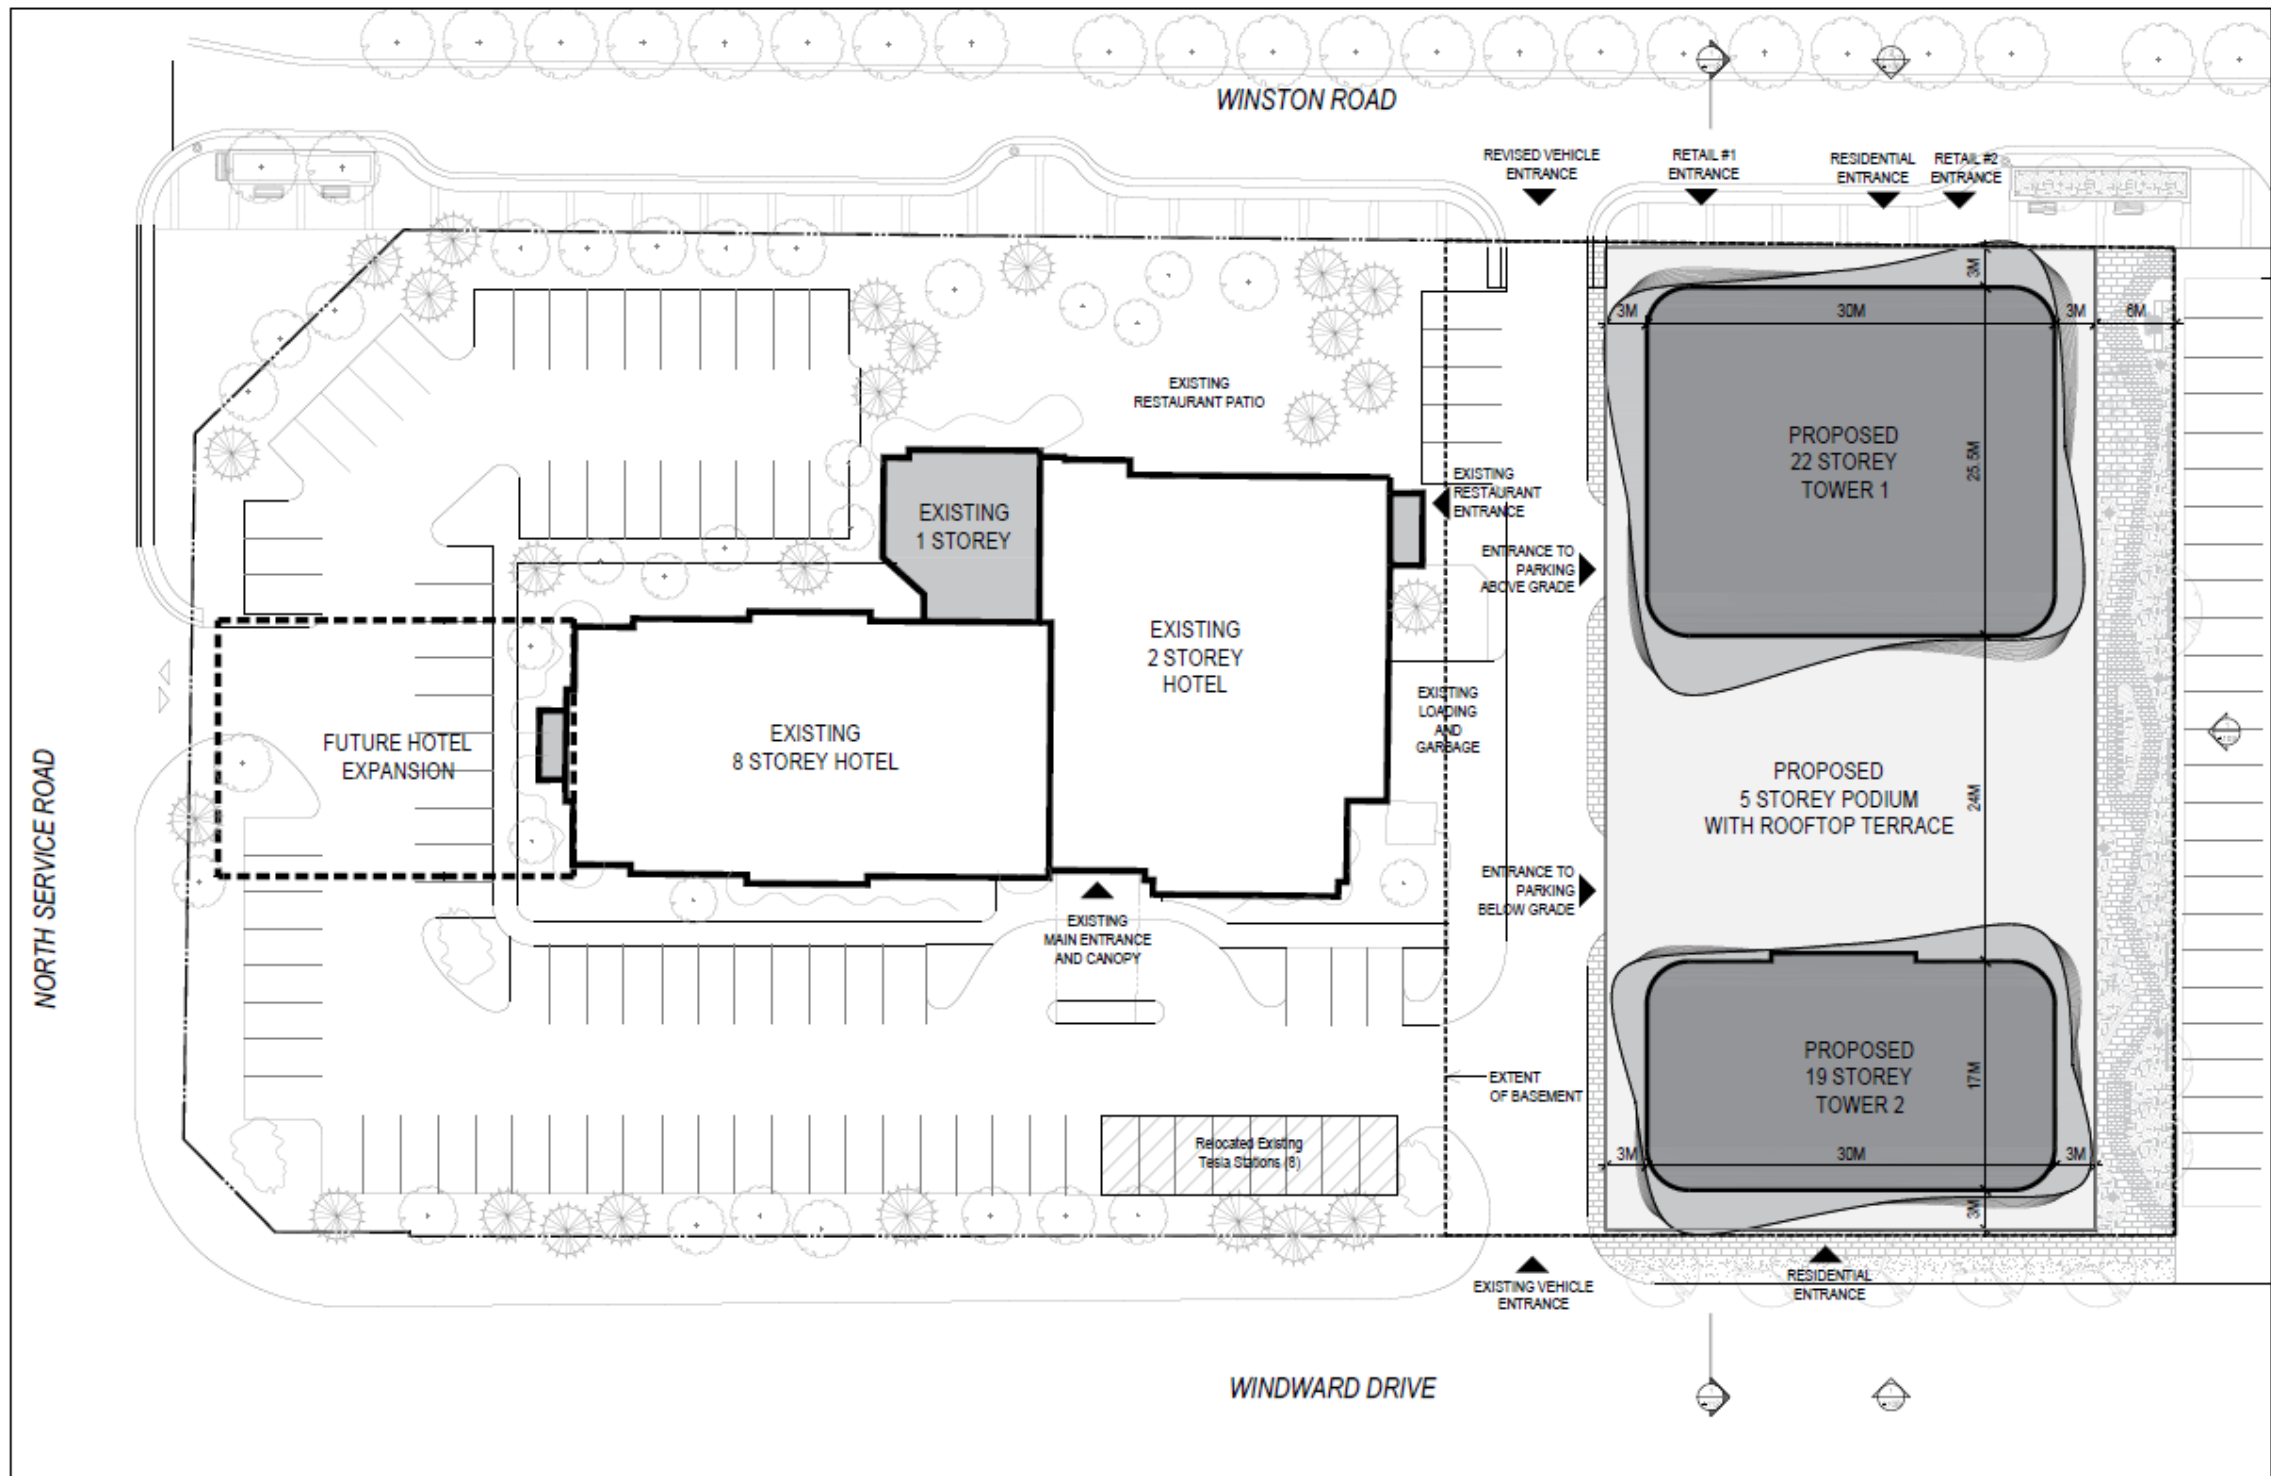 WINSTON ROAD
REVISED VEHICLE
ENTRANCE
RETAIL #1
ENTRANCE
RESIDENTIAL
ENTRANCE
RETAIL #2
ENTRANCE
3M
3M
30M
3M
6M
EXISTING
RESTAURANT PATIO
PROPOSED
22 STOREY
TOWER 1
25.5M
EXISTING
RESTAURANT
ENTRANCE
EXISTING
1 STOREY
ENTRANCE TO
PARKING
ABOVE GRADE
EXISTING
2 STOREY
HOTEL
EXISTING
LOADING
AND
GARBAGE
FUTURE HOTEL
EXPANSION
EXISTING
8 STOREY HOTEL
PROPOSED
5 STOREY PODIUM
WITH ROOFTOP TERRACE
24M
NORTH SERVICE ROAD
ENTRANCE TO
PARKING
BELOW GRADE
EXISTING
MAIN ENTRANCE
AND CANOPY
PROPOSED
19 STOREY
TOWER 2
17M
EXTENT
OF BASEMENT
Relocated Existing
Tesla Stations (8)
3M
30M
3M
3M
EXISTING VEHICLE
ENTRANCE
RESIDENTIAL
ENTRANCE
WINDWARD DRIVE